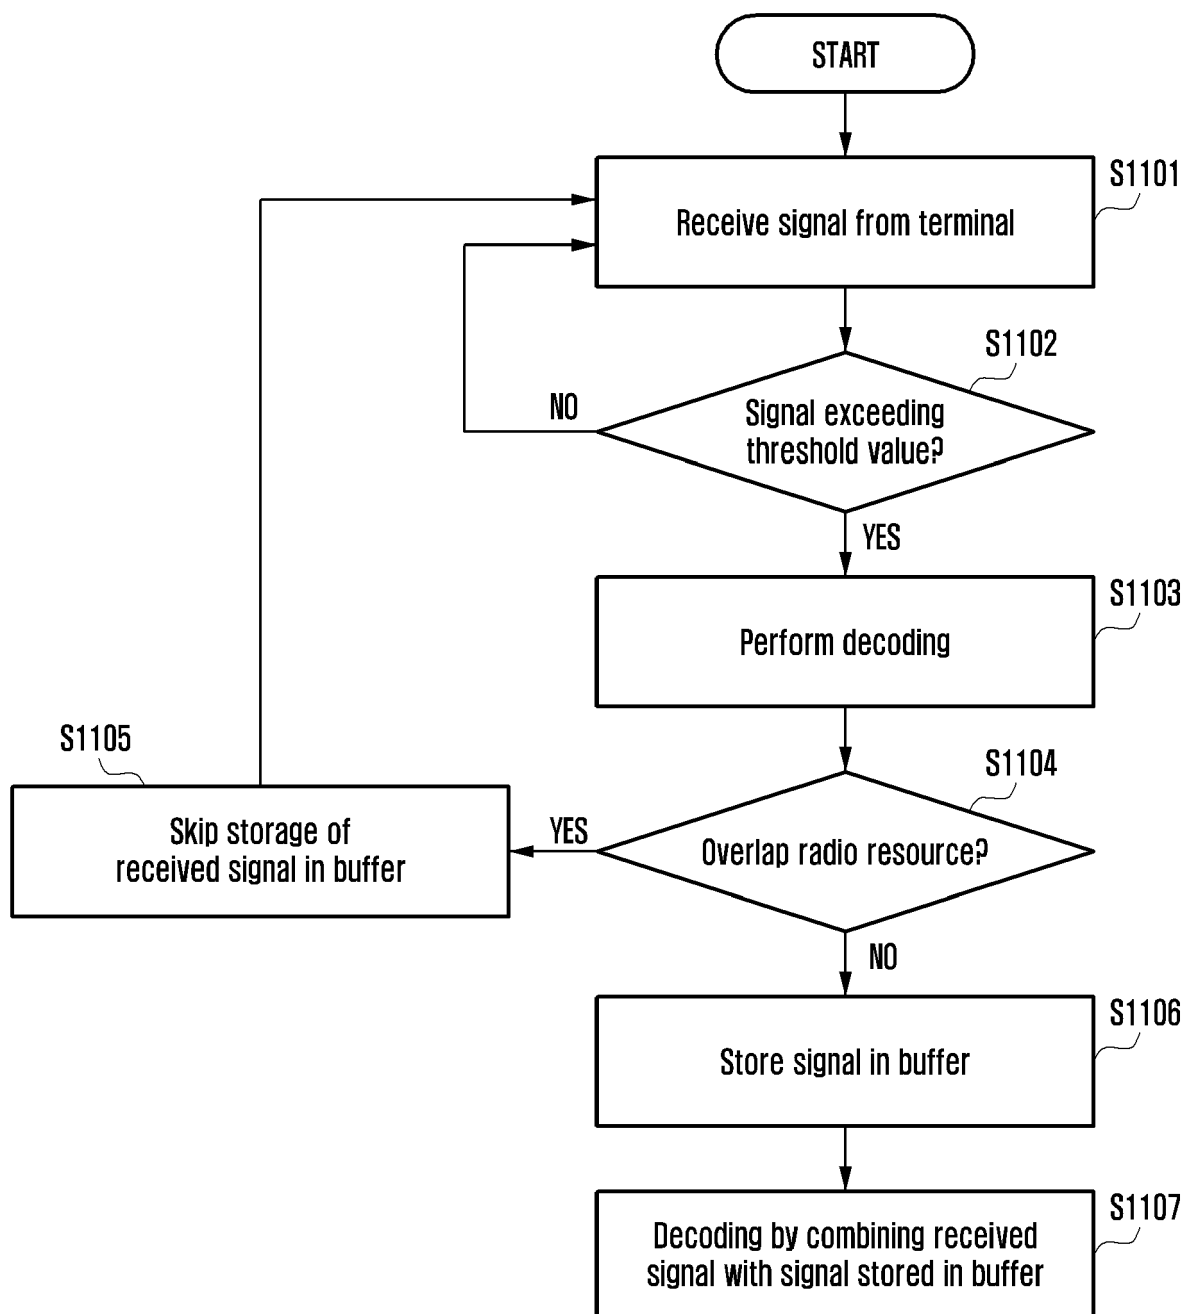 START
S1101
Receive signal from terminal
S1102
NO
Signal exceeding
threshold value?
YES
S1103
Perform decoding
S1105
S1104
Skip storage of
received signal in buffer
YES
Overlap radio resource?
NO
S1106
Store signal in buffer
S1107
Decoding by combining received
signal with signal stored in buffer